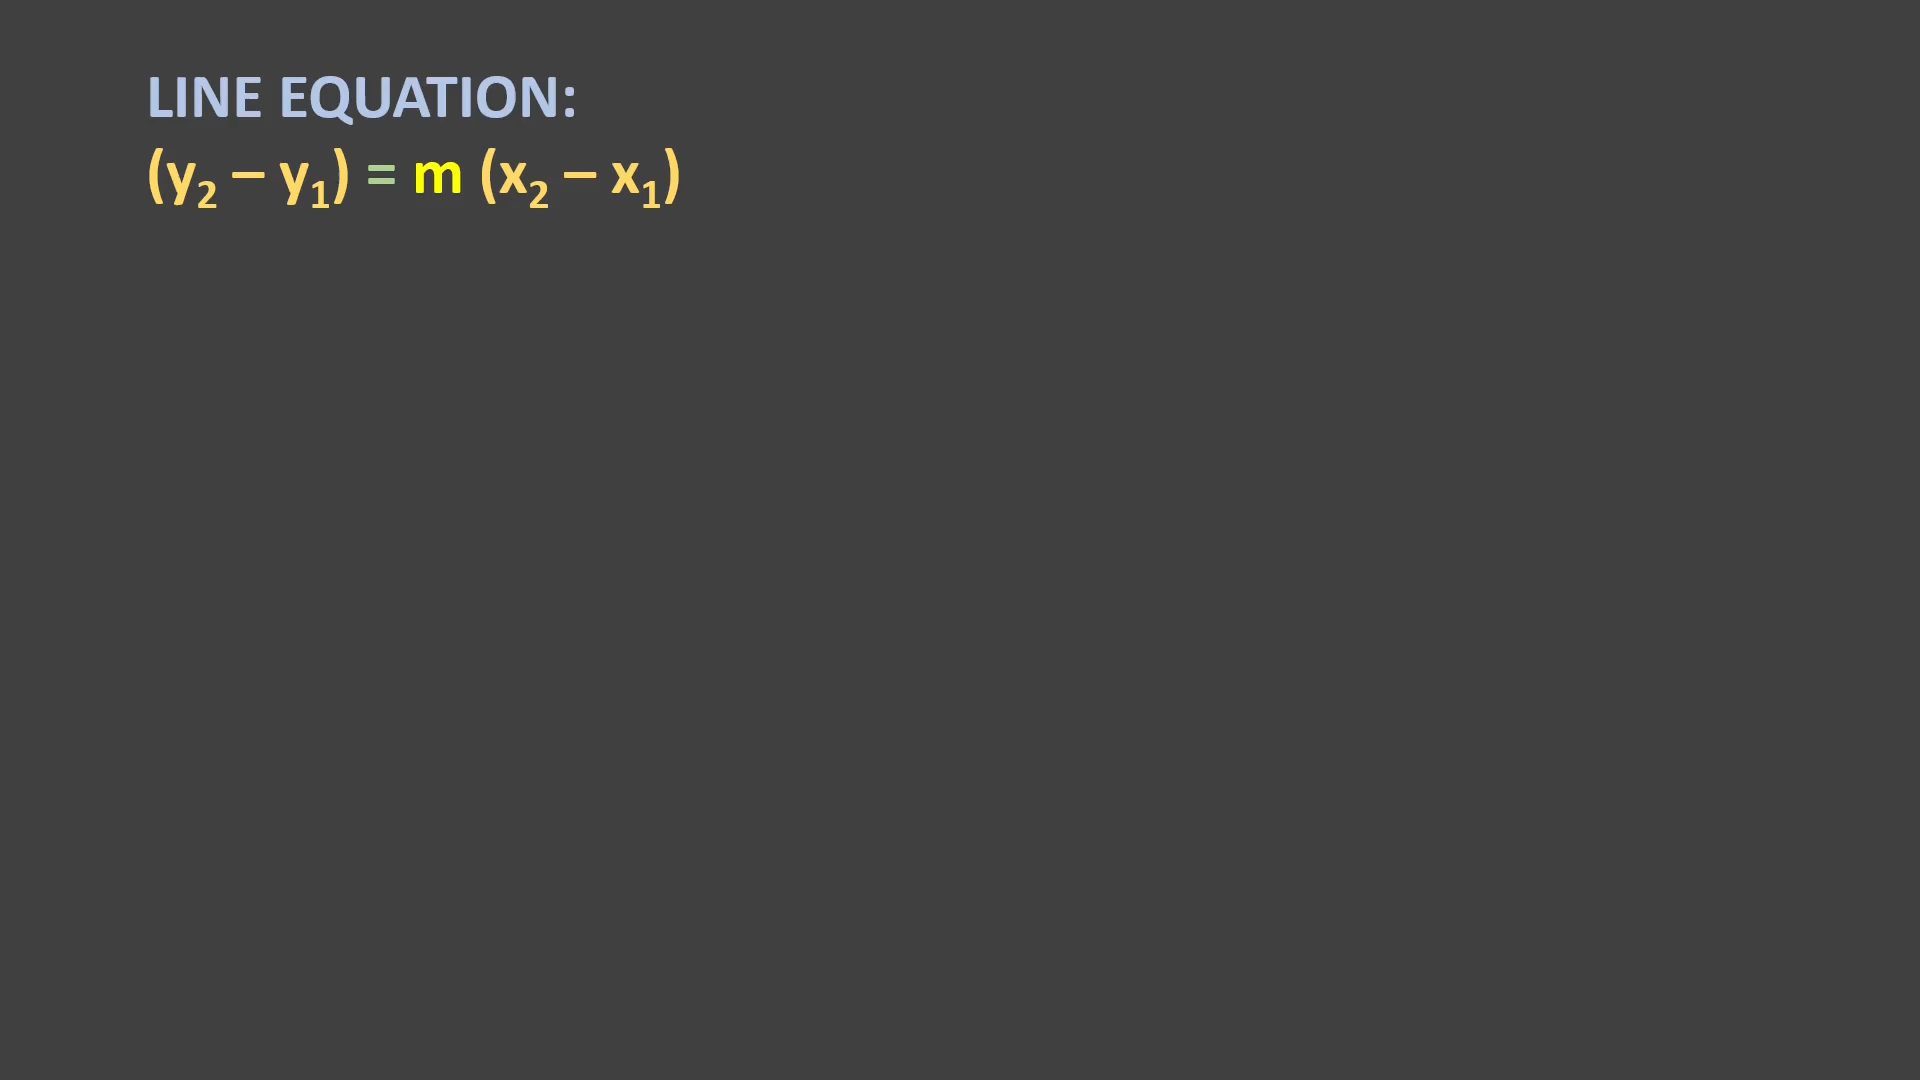 LINE EQUATION:
(y₂ – y₁) = m (x₂ – x₁)